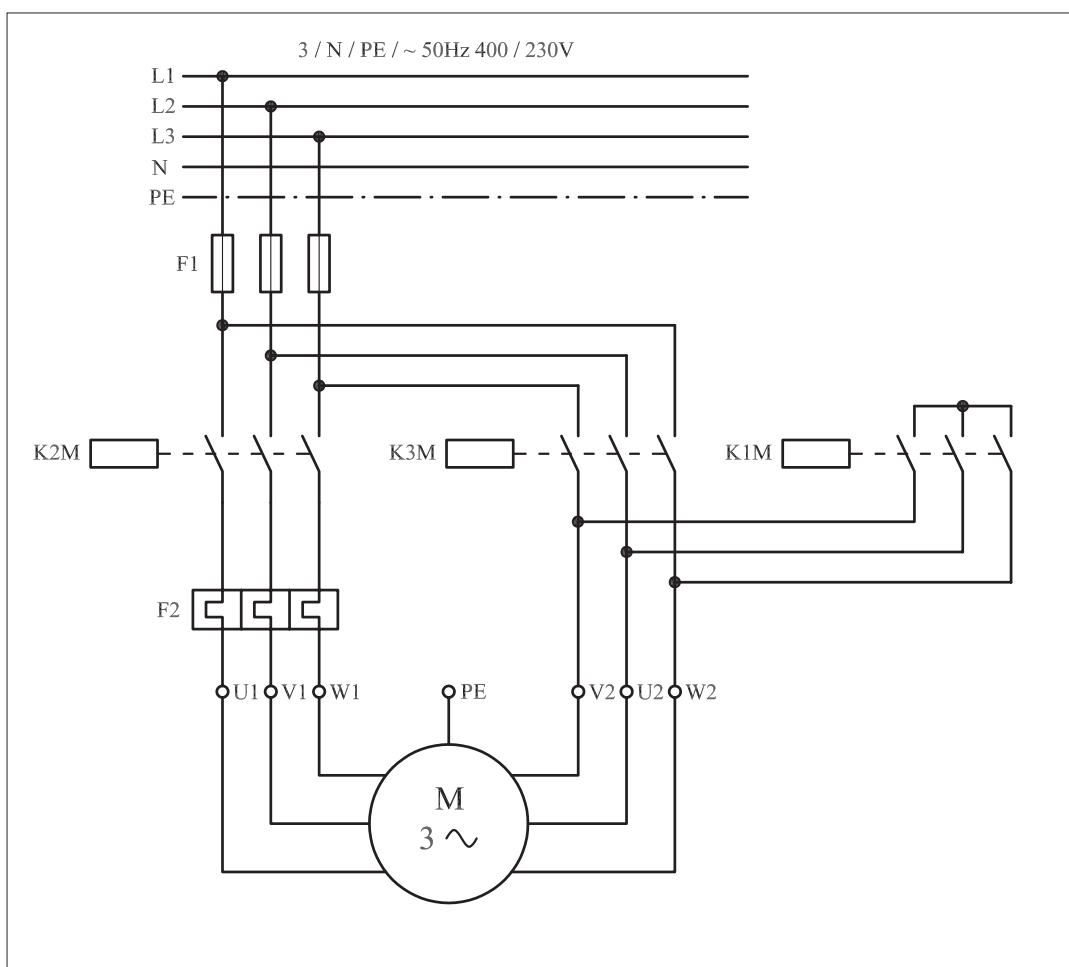 3 / N / PE / ~ 50Hz 400 / 230V
L1
L2
L3
N
PE
F1
K2M
K3M
K1M
F2
U1 V1 W1 PE V2 U2 W2
M
3 ~